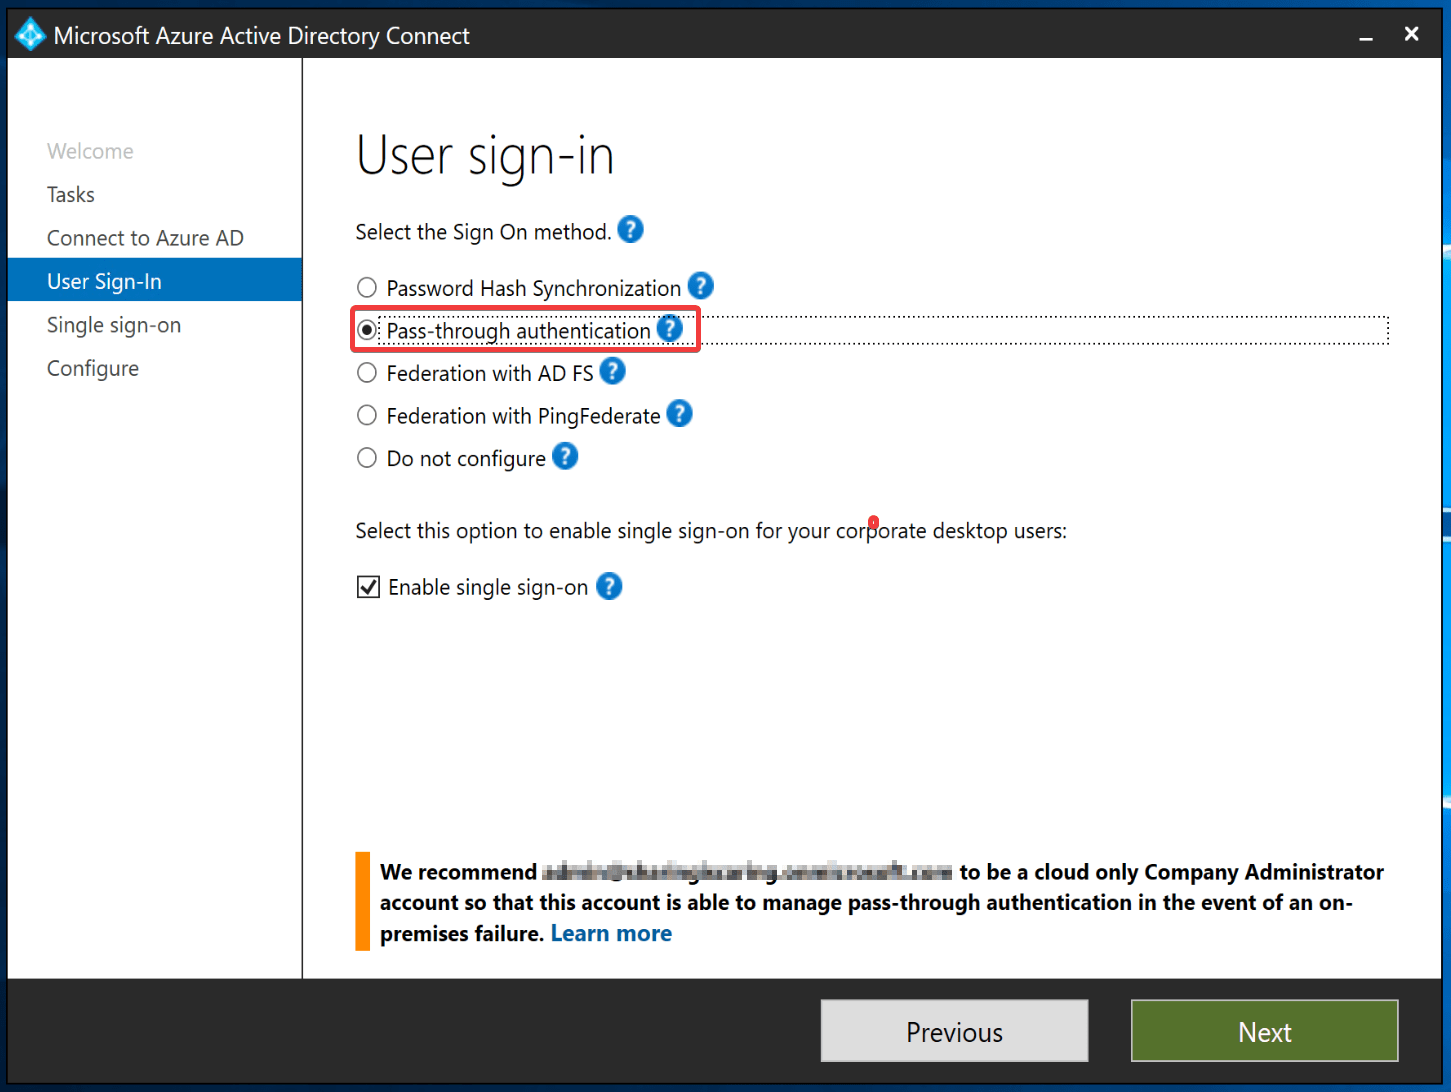 Microsoft Azure Active Directory Connect
Welcome
Tasks
Connect to Azure AD
User Sign-In
Single sign-on
Configure
User sign-in
Select the Sign On method. ?
Password Hash Synchronization ?
Pass-through authentication ?
Federation with AD FS ?
Federation with PingFederate ?
Do not configure ?
Select this option to enable single sign-on for your corporate desktop users:
Enable single sign-on ?
We recommend to be a cloud only Company Administrator
account so that this account is able to manage pass-through authentication in the event of an on-
premises failure. Learn more
Previous
Next